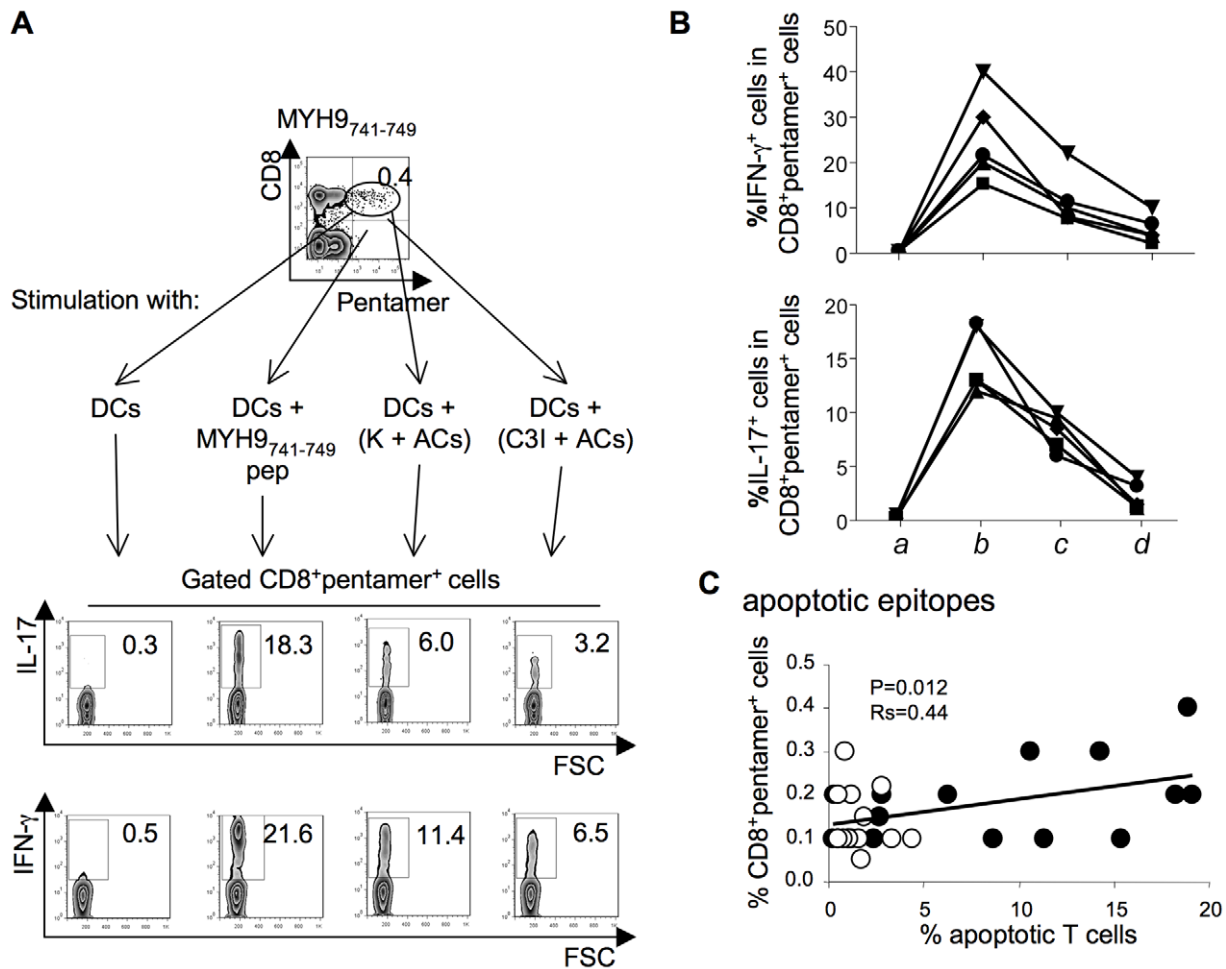 A
MYH9741-749
CD8
0.4
Pentamer
Stimulation with:
DCs
DCs +
MYH9741-749
pep
DCs +
(K + ACs)
DCs +
(C3I + ACs)
Gated CD8+pentamer+ cells
IL-17
0.3
18.3
6.0
3.2
FSC
IFN-γ
0.5
21.6
11.4
6.5
FSC
B
%IFN-γ+ cells in
CD8+pentamer+ cells
50
40
30
20
10
0
%IL-17+ cells in
CD8+pentamer+ cells
20
15
10
5
0
a b c d
C apoptotic epitopes
% CD8+pentamer+ cells
0.5
0.4
0.3
0.2
0.1
0.0
P=0.012
Rs=0.44
0 5 10 15 20
% apoptotic T cells